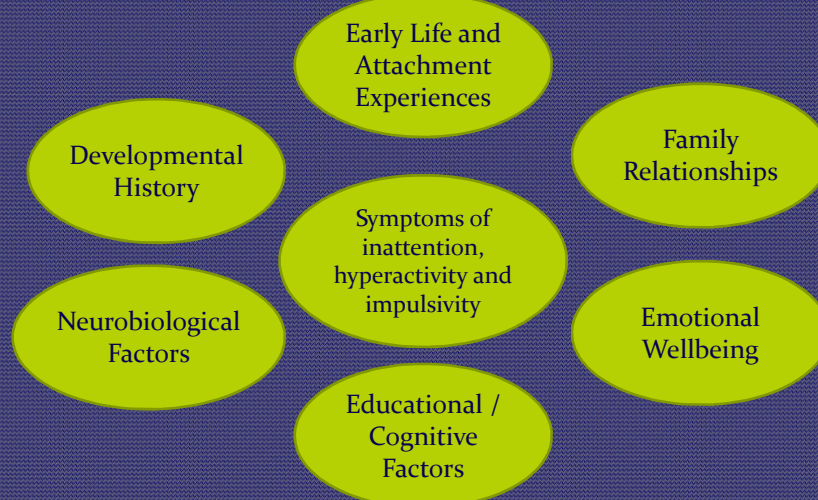 Early Life and
Attachment
Experiences
Developmental
History
Family
Relationships
Symptoms of
inattention,
hyperactivity and
impulsivity
Neurobiological
Factors
Emotional
Wellbeing
Educational /
Cognitive
Factors